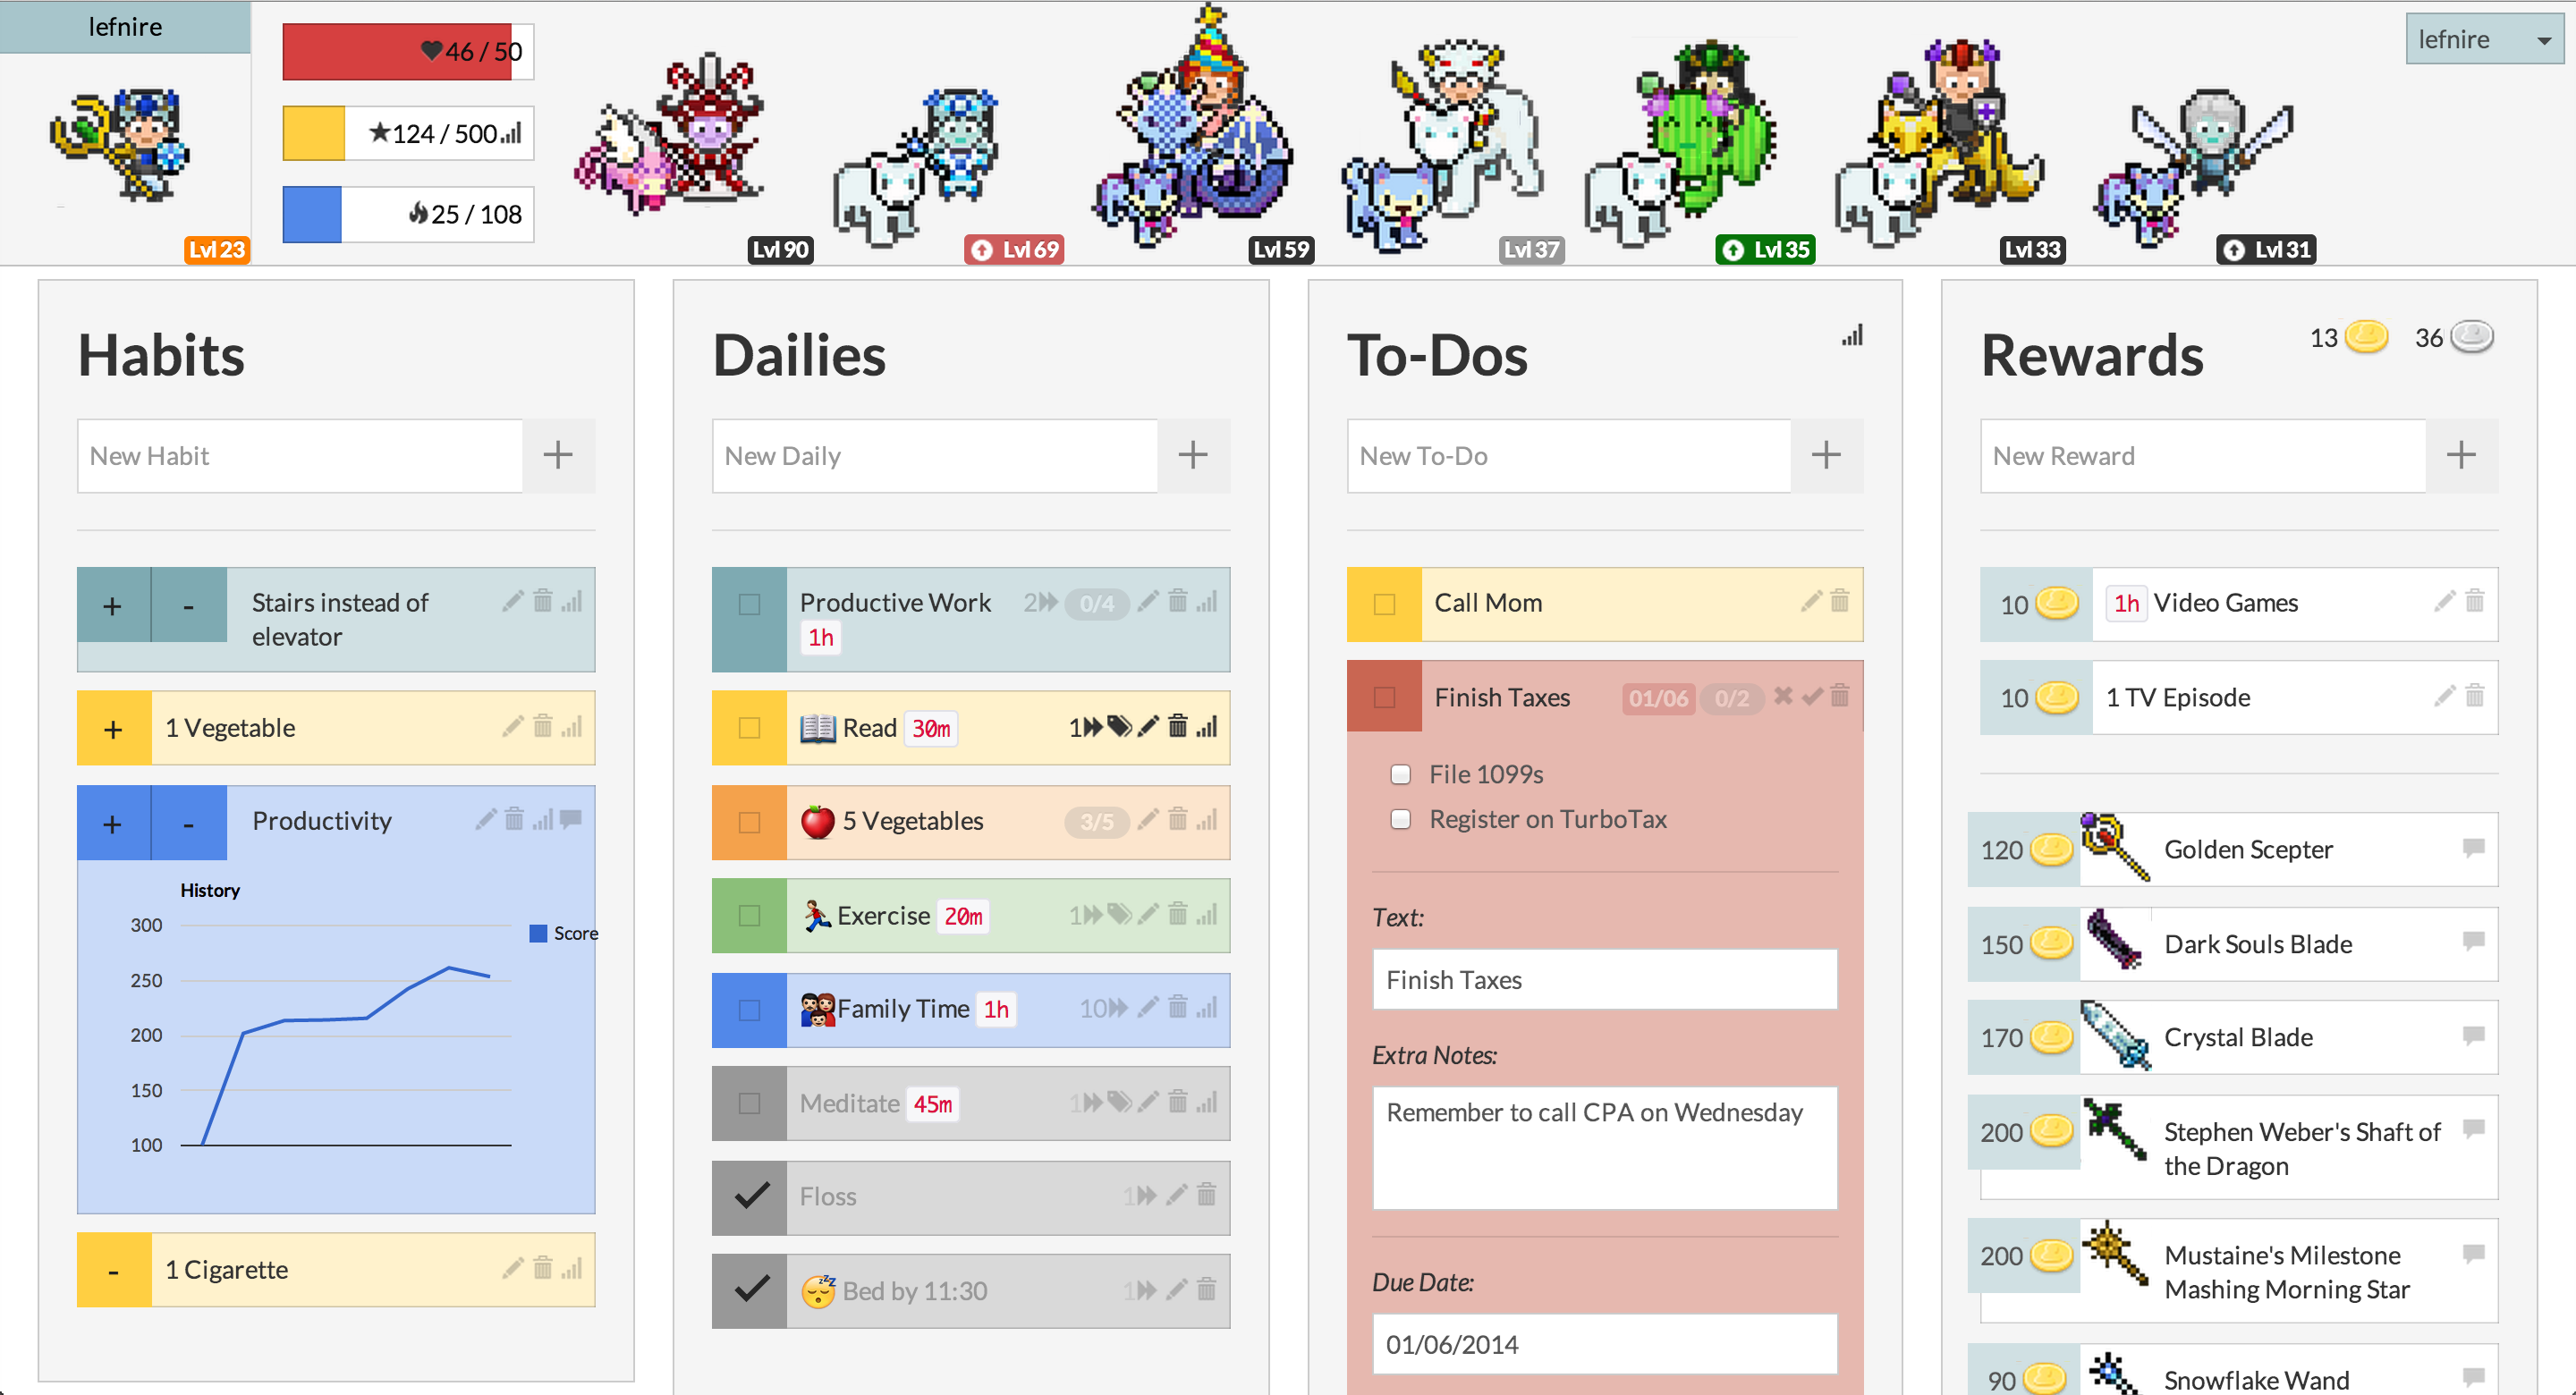 lefnire
46 / 50
124 / 500
25 / 108
Lvl 23
Lvl 90
Lvl 69
Lvl 59
Lvl 37
Lvl 35
Lvl 33
Lvl 31
lefnire
Habits
New Habit
+
+ - Stairs instead of
elevator
+ 1 Vegetable
+ - Productivity
History
300
250
200
150
100
Score
- 1 Cigarette
Dailies
New Daily
+
Productive Work 2 0/4
1h
Read 30m 1
5 Vegetables 3/5
Exercise 20m 1
Family Time 1h 10
Meditate 45m 1
Floss 1
zzz Bed by 11:30 1
To-Dos
New To-Do
+
Call Mom
Finish Taxes 01/06 0/2
File 1099s
Register on TurboTax
Text:
Finish Taxes
Extra Notes:
Remember to call CPA on Wednesday
Due Date:
01/06/2014
Rewards 13 36
New Reward
+
10 1h Video Games
10 1 TV Episode
120 Golden Scepter
150 Dark Souls Blade
170 Crystal Blade
200 Stephen Weber's Shaft of
the Dragon
200 Mustaine's Milestone
Mashing Morning Star
90 Snowflake Wand